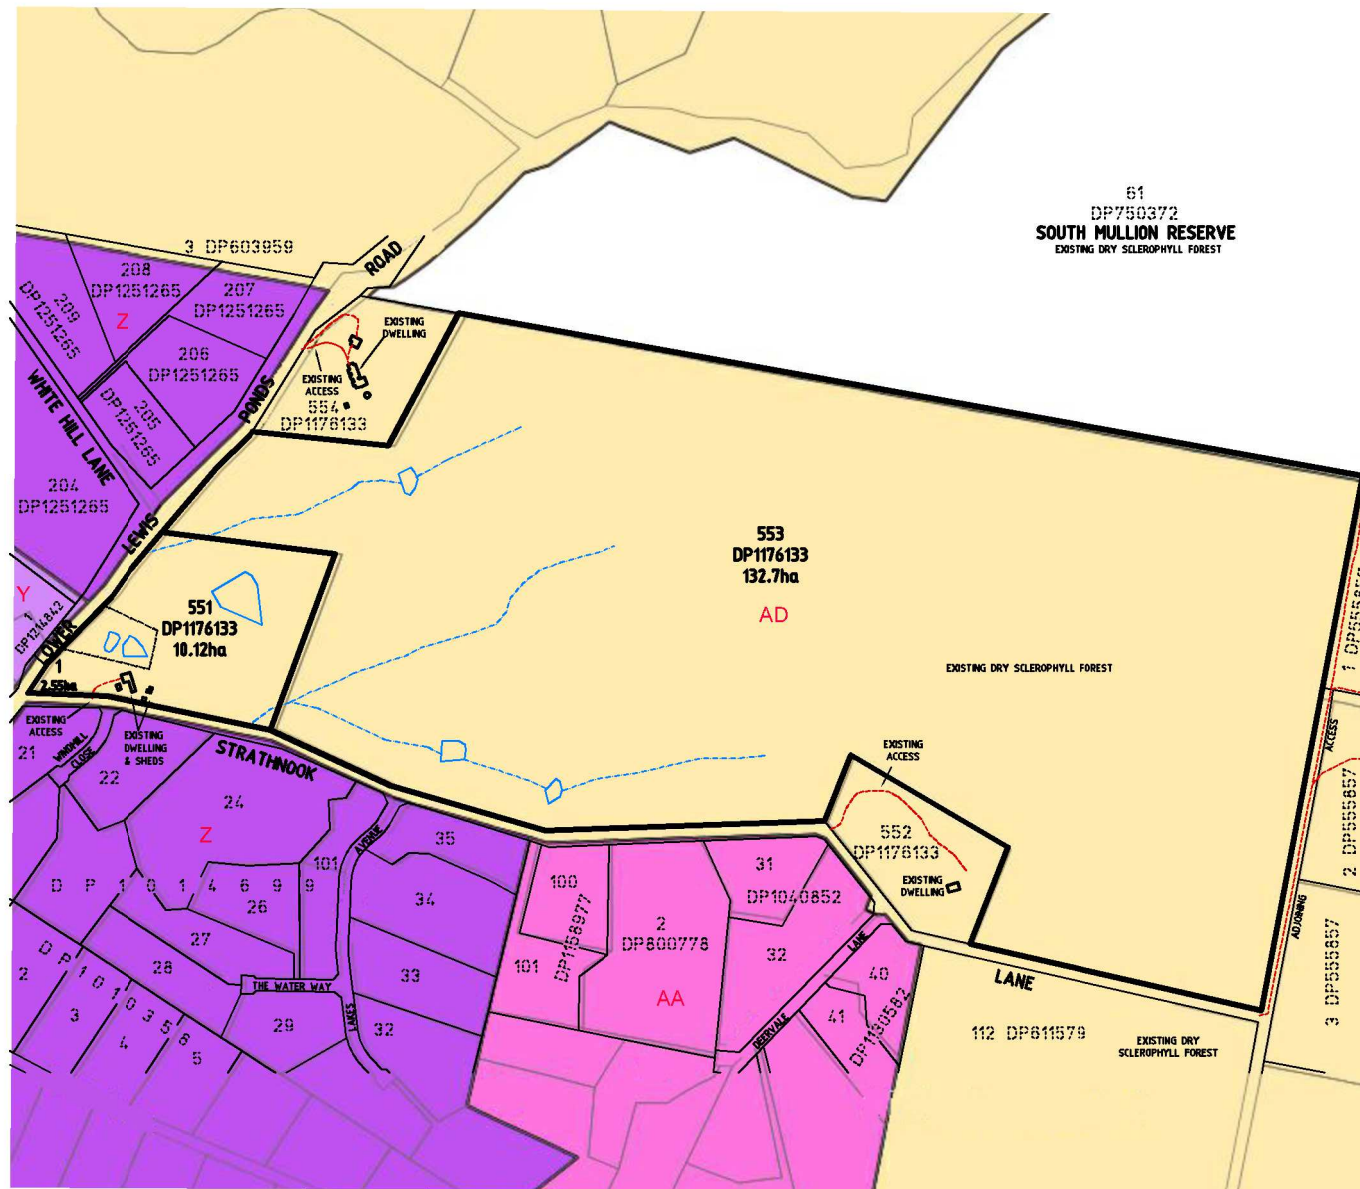 61
DP750372
SOUTH MULLION RESERVE
EXISTING DRY SCLEROPHYLL FOREST
3 DP603959
ROAD
208
DP1251265
Z
207
DP1251265
209
DP1251265
206
DP1251265
205
DP1251265
WHITE HILL LANE
204
DP1251265
EXISTING
DWELLING
EXISTING
ACCESS
554
DP1176133
PONDS
LEWIS
LOWER
Y
1
DP1214842
551
DP1176133
10.12ha
1
2.55ha
553
DP1176133
132.7ha
AD
EXISTING DRY SCLEROPHYLL FOREST
EXISTING
ACCESS
EXISTING
DWELLING
& SHEDS
STRATHNOOK
WINDMILL
CLOSE
21
22
24
Z
101
AVENUE
35
34
DP1014699
26
27
28
THE WATER WAY
29
33
32
LAKES
DP1010358
2
3
4
5
6
100
101
DP1158977
2
DP800778
AA
31
DP1040852
32
DEERVALE
LANE
40
41
DP1130582
EXISTING
ACCESS
552
DP1176133
EXISTING
DWELLING
LANE
112 DP611579
EXISTING DRY
SCLEROPHYLL FOREST
ADJOINING
ACCESS
1 DP555857
2 DP555857
3 DP555857